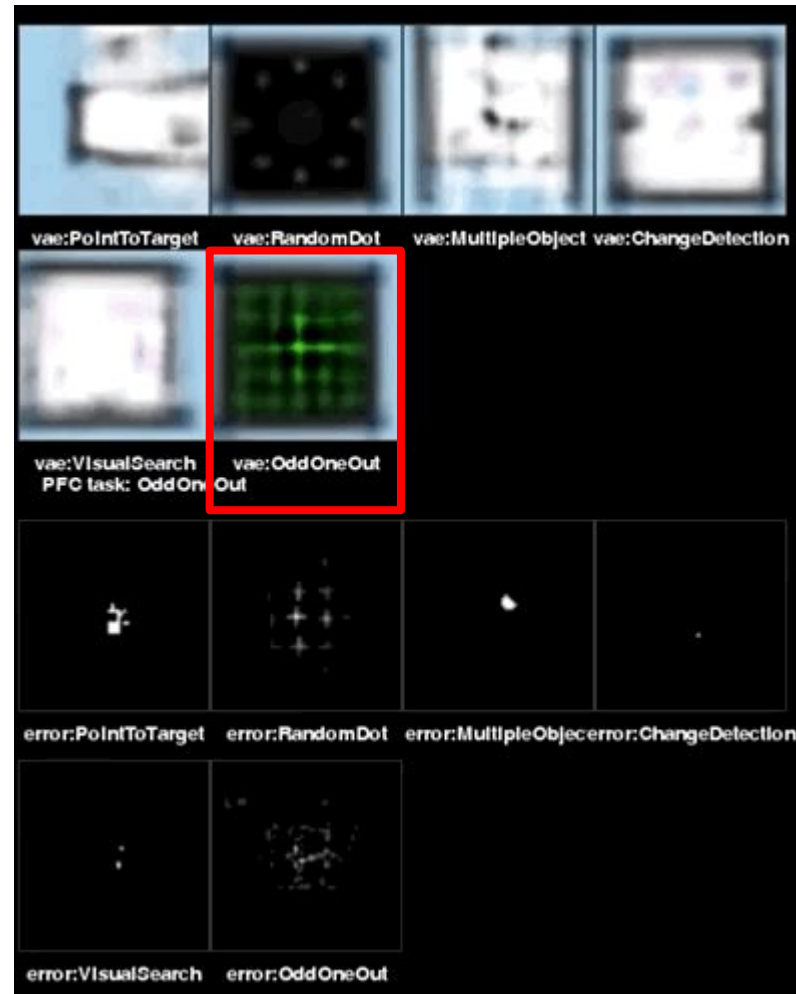 vae:PointToTarget vae:RandomDot vae:MultipleObject vae:ChangeDetection
vae:VisualSearch vae:OddOneOut
PFC task: OddOneOut
error:PointToTarget error:RandomDot error:MultipleObjecerror:ChangeDetection
error:VisualSearch error:OddOneOut